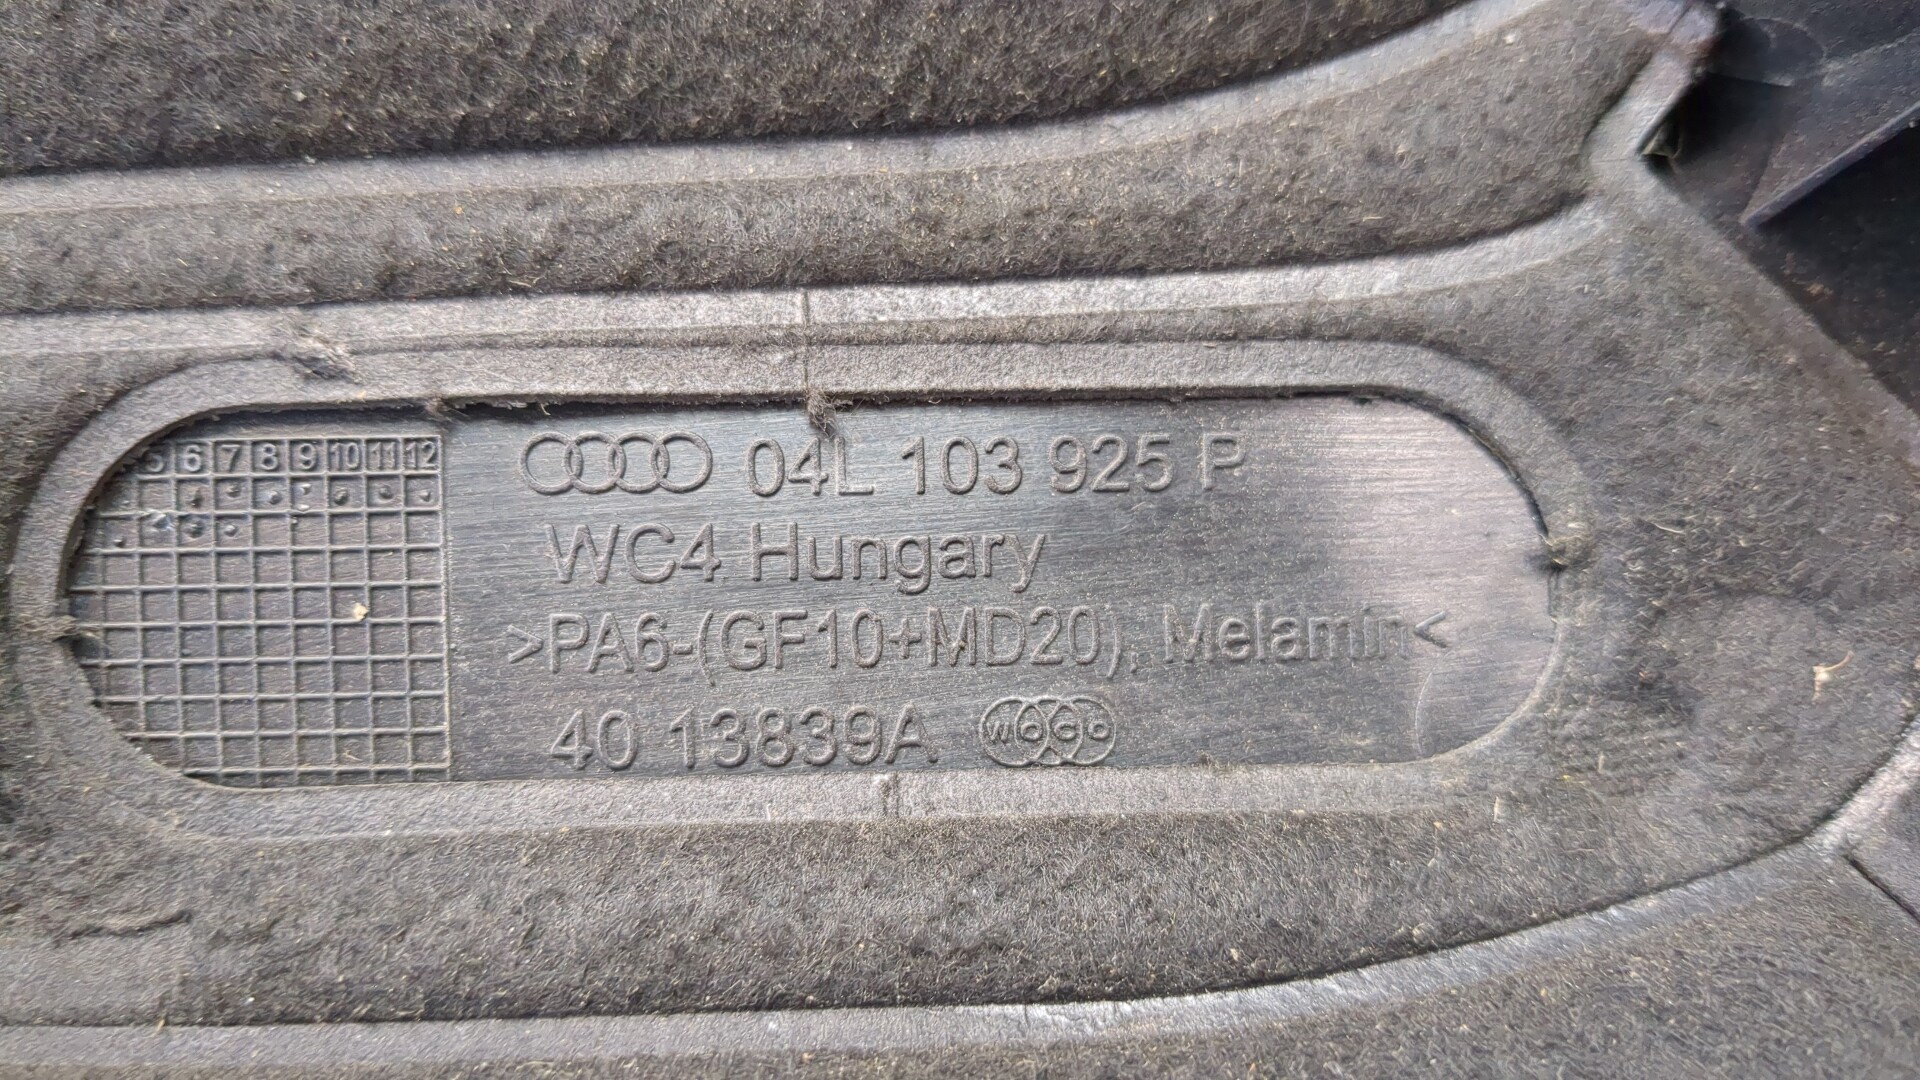 5 6 7 8 9 10 11 12
04L 103 925 P
WC4 Hungary
>PA6-(GF10+MD20), Melamin<
40 13839A WOCO